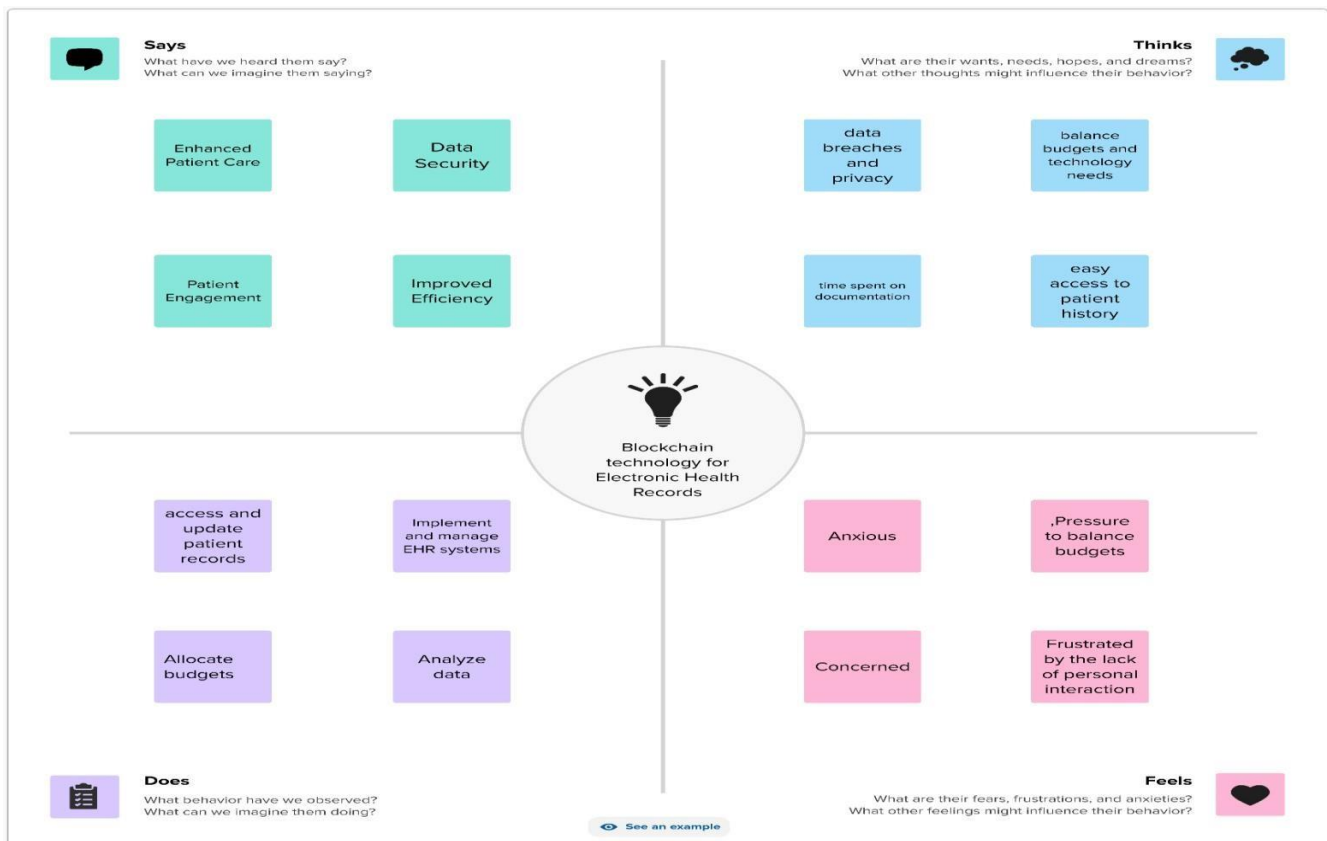 Says
What have we heard them say?
What can we imagine them saying?
Thinks
What are their wants, needs, hopes, and dreams?
What other thoughts might influence their behavior?
Enhanced
Patient Care
Data
Security
data
breaches
and
privacy
balance
budgets and
technology
needs
Patient
Engagement
Improved
Efficiency
time spent on
documentation
easy
access to
patient
history
Blockchain
technology for
Electronic Health
Records
access and
update
patient
records
Implement
and manage
EHR systems
Anxious
,Pressure
to balance
budgets
Allocate
budgets
Analyze
data
Concerned
Frustrated
by the lack
of personal
interaction
Does
What behavior have we observed?
What can we imagine them doing?
Feels
What are their fears, frustrations, and anxieties?
What other feelings might influence their behavior?
See an example